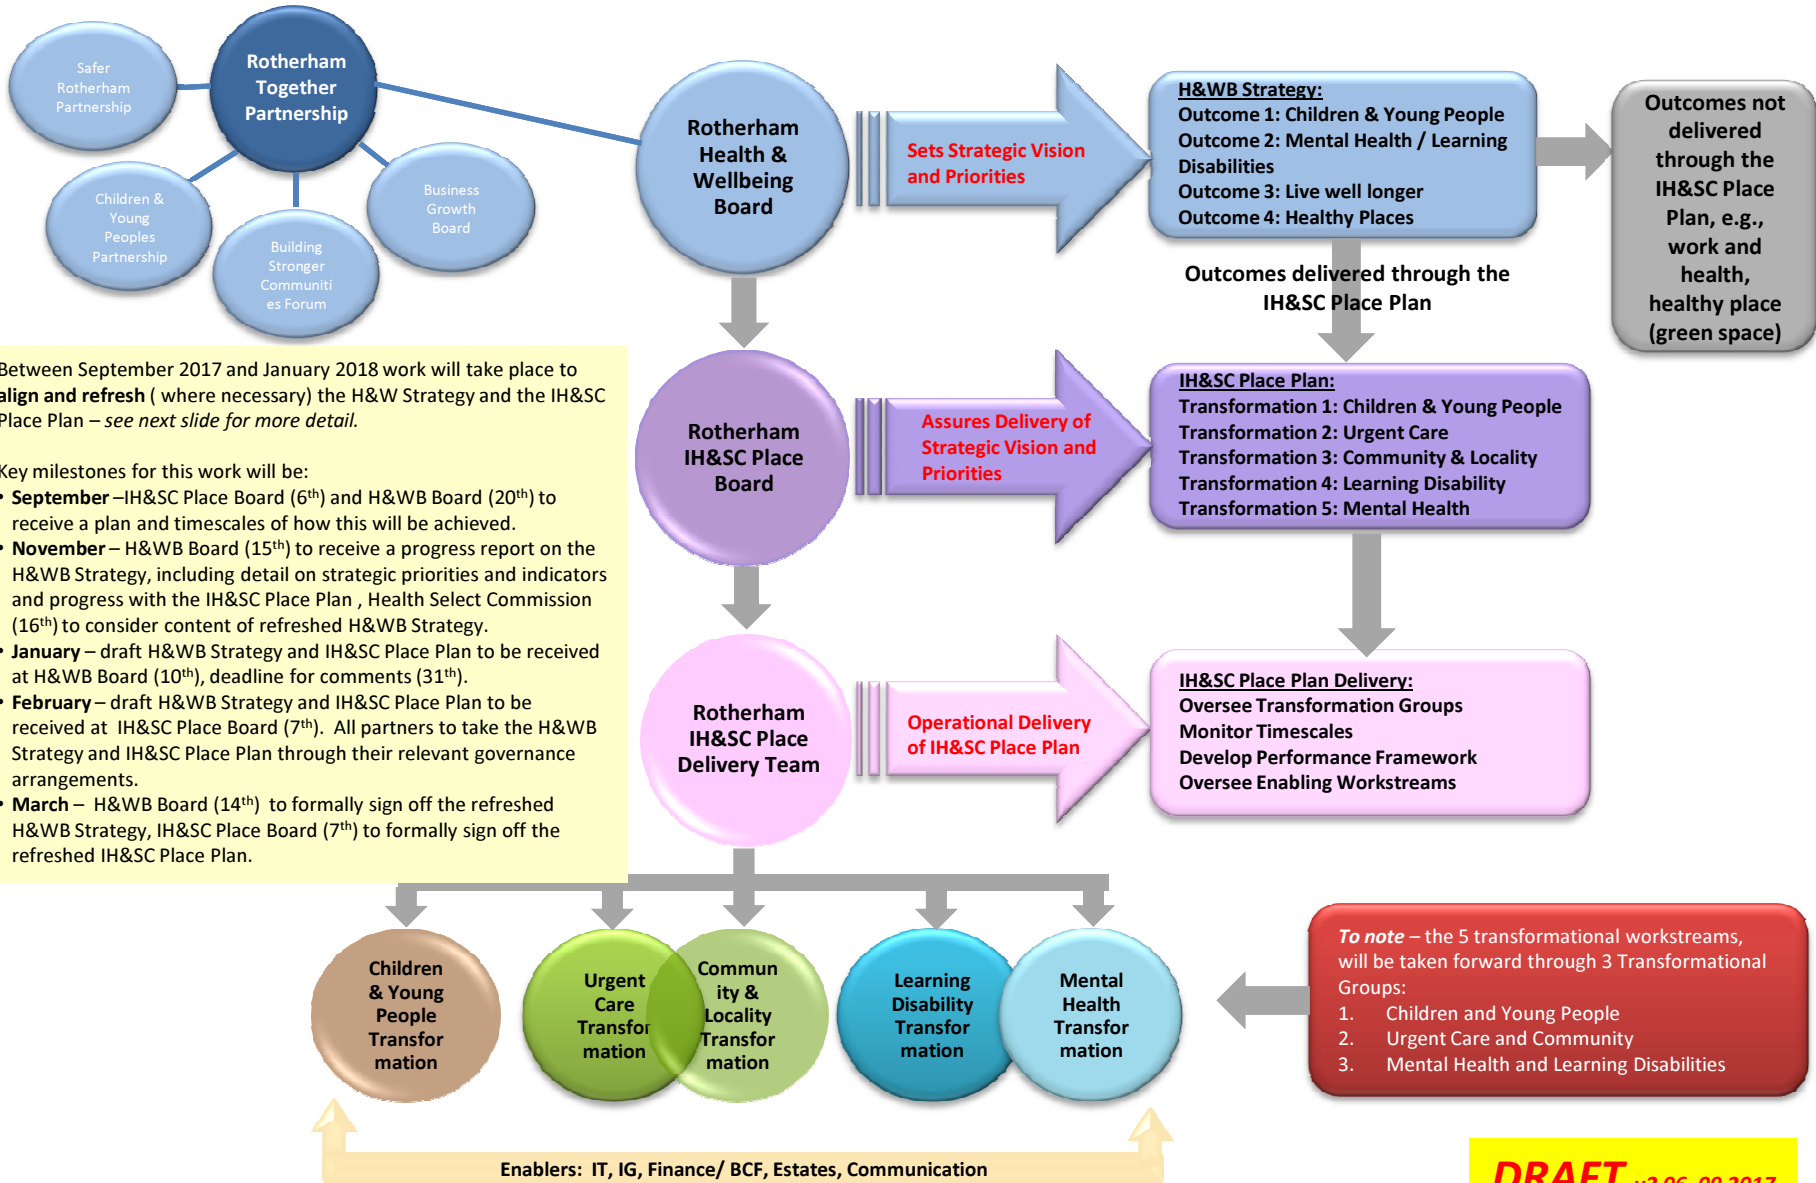 Safer
Rotherham
Partnership
Rotherham
Together
Partnership
Children &
Young
Peoples
Partnership
Building
Stronger
Communiti
es Forum
Business
Growth
Board
Rotherham
Health &
Wellbeing
Board
Sets Strategic Vision
and Priorities
H&WB Strategy:
Outcome 1: Children & Young People
Outcome 2: Mental Health / Learning
Disabilities
Outcome 3: Live well longer
Outcome 4: Healthy Places
Outcomes not
delivered
through the
IH&SC Place
Plan, e.g.,
work and
health,
healthy place
(green space)
Outcomes delivered through the
IH&SC Place Plan
Between September 2017 and January 2018 work will take place to
align and refresh ( where necessary) the H&W Strategy and the IH&SC
Place Plan – see next slide for more detail.
Key milestones for this work will be:
• September –IH&SC Place Board (6th) and H&WB Board (20th) to
receive a plan and timescales of how this will be achieved.
• November – H&WB Board (15th) to receive a progress report on the
H&WB Strategy, including detail on strategic priorities and indicators
and progress with the IH&SC Place Plan , Health Select Commission
(16th) to consider content of refreshed H&WB Strategy.
• January – draft H&WB Strategy and IH&SC Place Plan to be received
at H&WB Board (10th), deadline for comments (31th).
• February – draft H&WB Strategy and IH&SC Place Plan to be
received at IH&SC Place Board (7th). All partners to take the H&WB
Strategy and IH&SC Place Plan through their relevant governance
arrangements.
• March – H&WB Board (14th) to formally sign off the refreshed
H&WB Strategy, IH&SC Place Board (7th) to formally sign off the
refreshed IH&SC Place Plan.
Rotherham
IH&SC Place
Board
Assures Delivery of
Strategic Vision and
Priorities
IH&SC Place Plan:
Transformation 1: Children & Young People
Transformation 2: Urgent Care
Transformation 3: Community & Locality
Transformation 4: Learning Disability
Transformation 5: Mental Health
Rotherham
IH&SC Place
Delivery Team
Operational Delivery
of IH&SC Place Plan
IH&SC Place Plan Delivery:
Oversee Transformation Groups
Monitor Timescales
Develop Performance Framework
Oversee Enabling Workstreams
Children
& Young
People
Transfor
mation
Urgent
Care
Transfor
mation
Commun
ity &
Locality
Transfor
mation
Learning
Disability
Transfor
mation
Mental
Health
Transfor
mation
To note – the 5 transformational workstreams,
will be taken forward through 3 Transformational
Groups:
1. Children and Young People
2. Urgent Care and Community
3. Mental Health and Learning Disabilities
Enablers: IT, IG, Finance/ BCF, Estates, Communication
DRAFT v2 06 09 2017